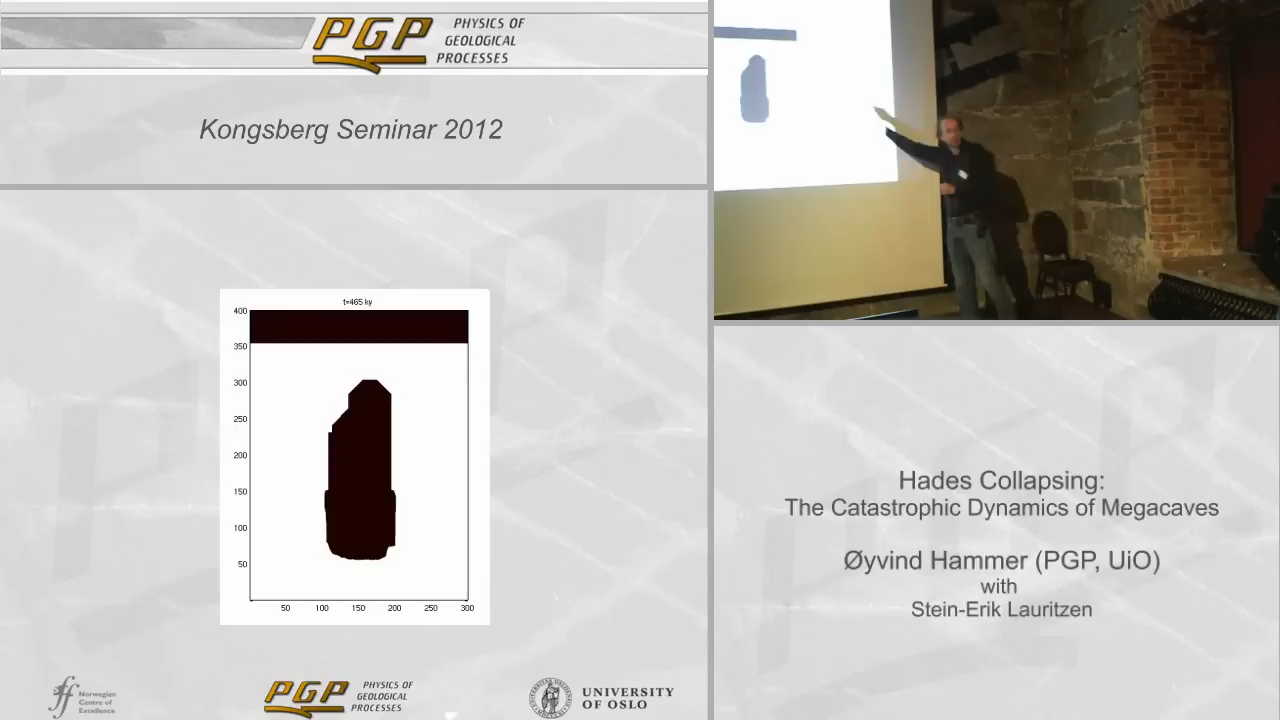 PGP PHYSICS OF
GEOLOGICAL
PROCESSES
Kongsberg Seminar 2012
t=465 ky
400
350
300
250
200
150
100
50
50 100 150 200 250 300
Hades Collapsing:
The Catastrophic Dynamics of Megacaves
Øyvind Hammer (PGP, UiO)
with
Stein-Erik Lauritzen
Norwegian
Centre of
Excellence
PGP PHYSICS OF
GEOLOGICAL
PROCESSES
UNIVERSITY
OF OSLO